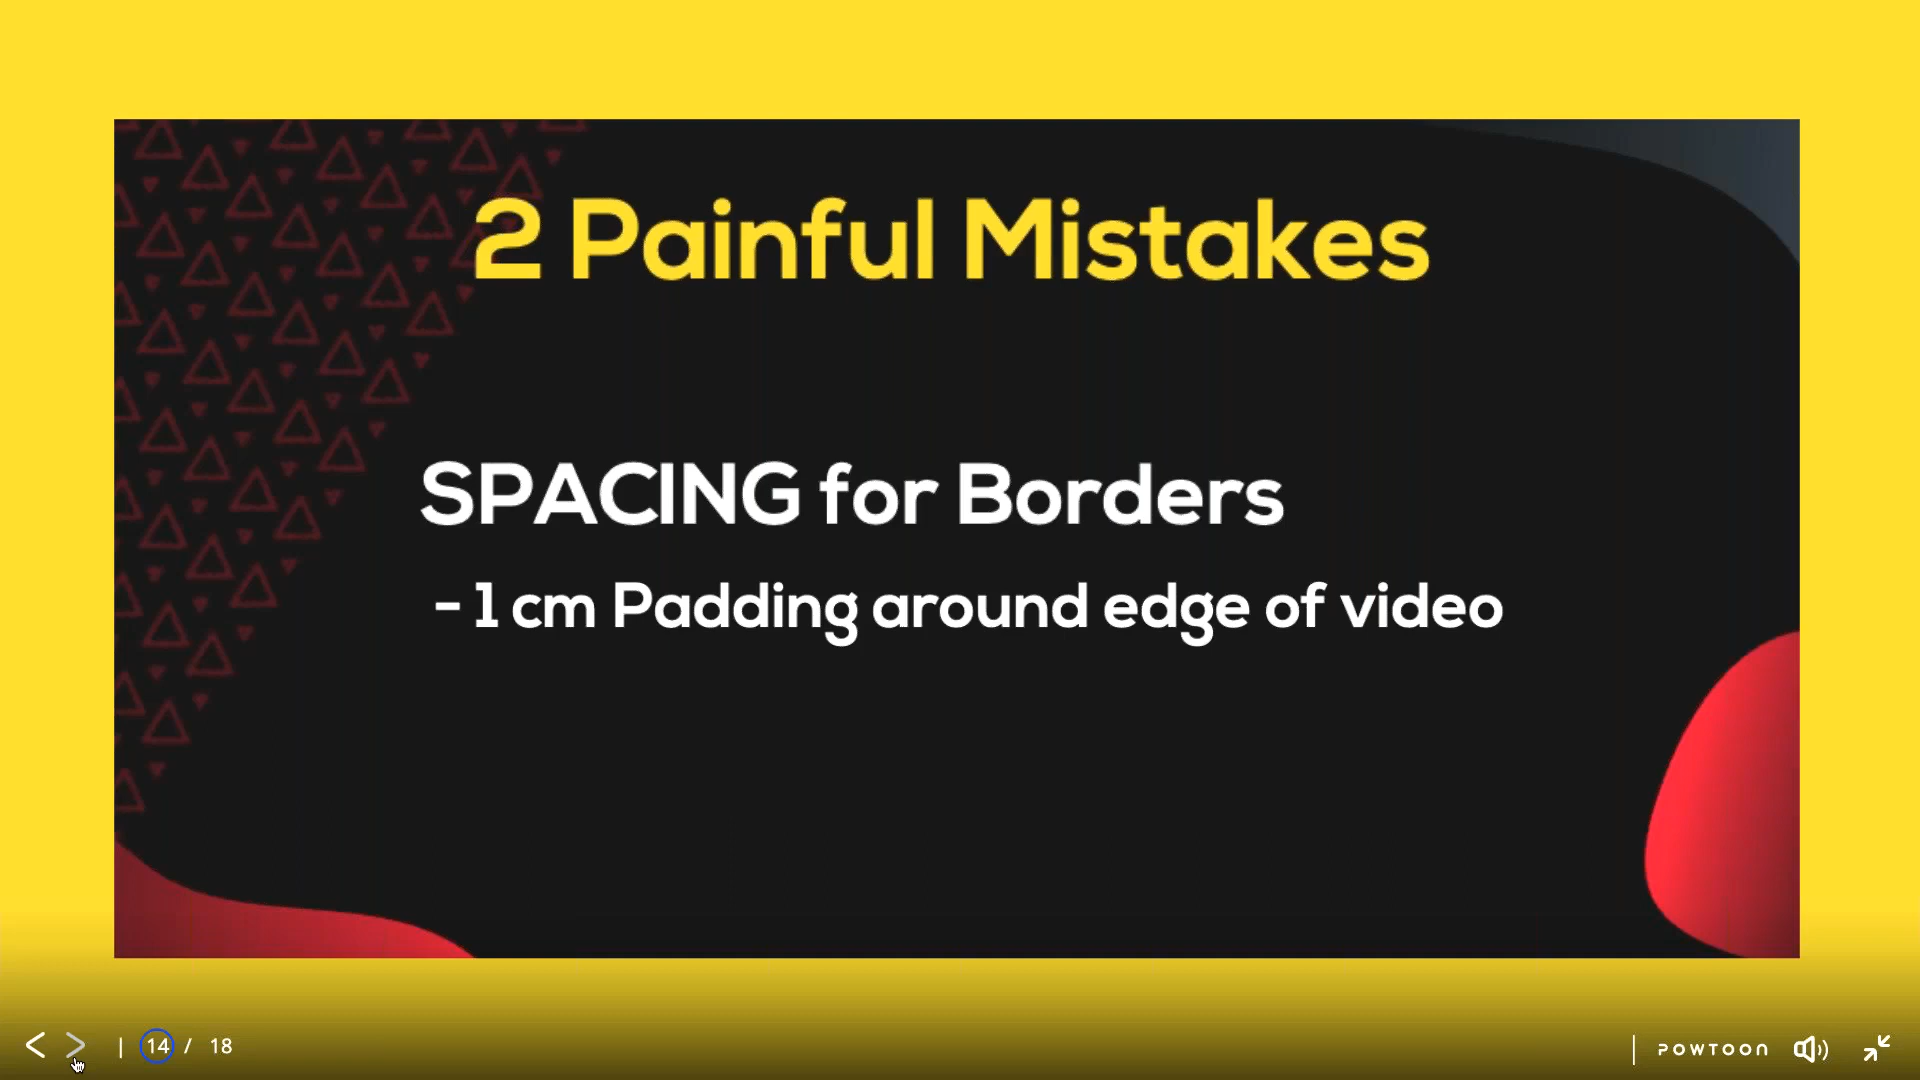 2 Painful Mistakes
SPACING for Borders
- 1 cm Padding around edge of video
< > | 14 / 18
| POWTOON